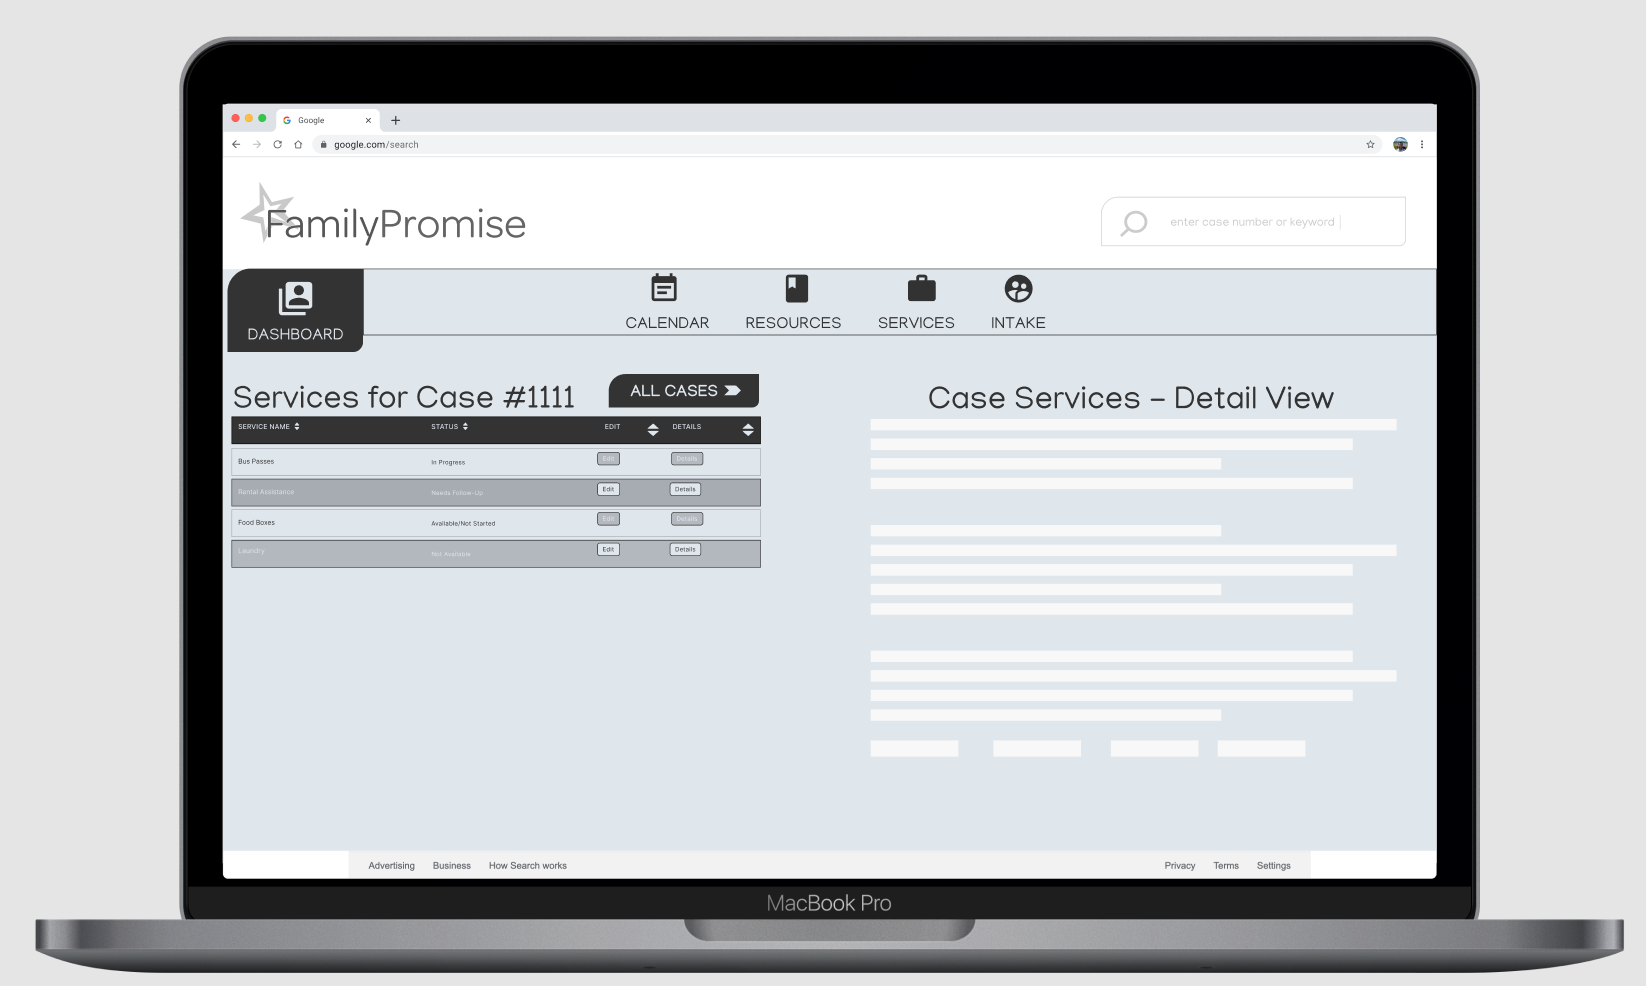 Google
google.com/search
FamilyPromise
enter case number or keyword
DASHBOARD
CALENDAR
RESOURCES
SERVICES
INTAKE
Services for Case #1111
ALL CASES
SERVICE NAME STATUS EDIT DETAILS
Bus Passes In Progress Edit Details
Rental Assistance Needs Follow-Up Edit Details
Food Boxes Available/Not Started Edit Details
Laundry Not Available Edit Details
Case Services - Detail View
Advertising Business How Search works Privacy Terms Settings
MacBook Pro